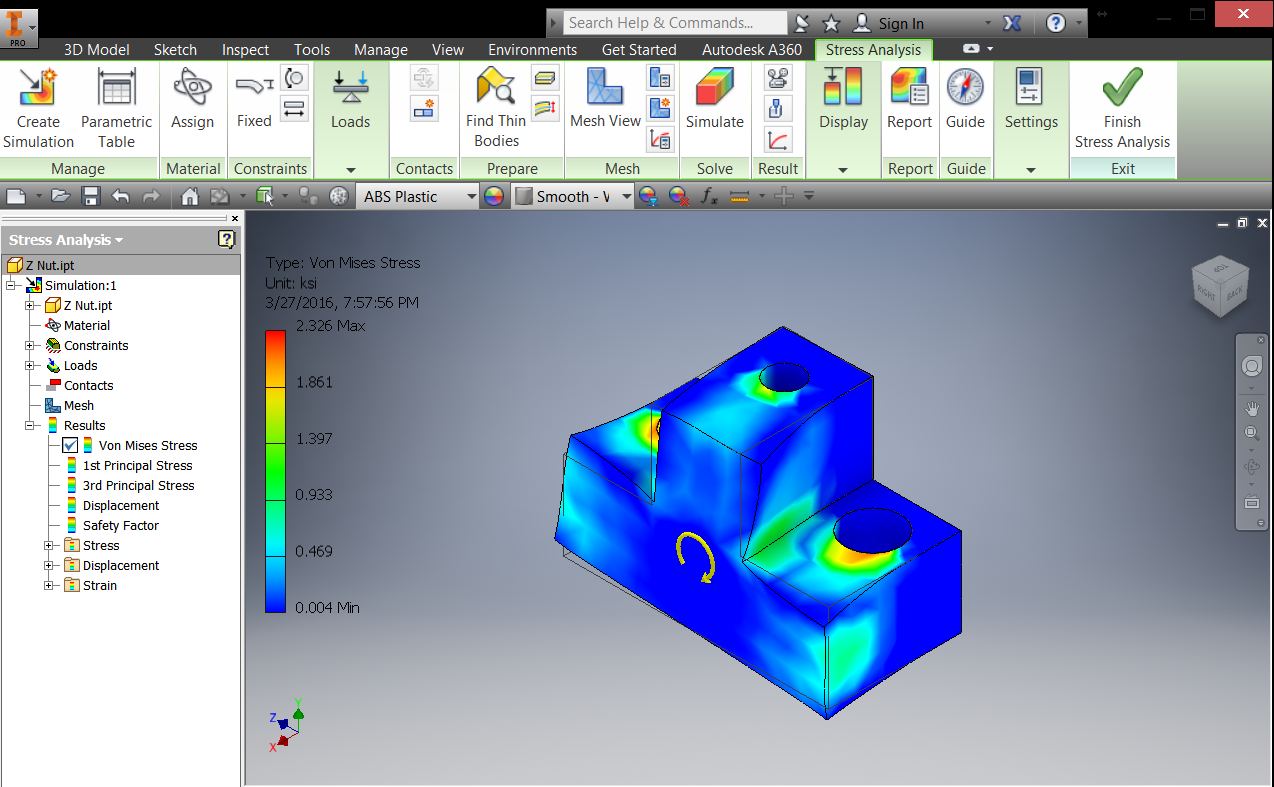 PRO
Search Help & Commands...
Sign In
3D Model Sketch Inspect Tools Manage View Environments Get Started Autodesk A360 Stress Analysis
Create Simulation
Parametric Table
Assign
Fixed
Loads
Find Thin Bodies
Mesh View
Simulate
Display
Report
Guide
Settings
Finish Stress Analysis
Manage Material Constraints Contacts Prepare Mesh Solve Result Report Guide Exit
ABS Plastic
Smooth - V
fx
Stress Analysis
Z Nut.ipt
Simulation:1
Z Nut.ipt
Material
Constraints
Loads
Contacts
Mesh
Results
Von Mises Stress
1st Principal Stress
3rd Principal Stress
Displacement
Safety Factor
Stress
Displacement
Strain
Type: Von Mises Stress
Unit: ksi
3/27/2016, 7:57:56 PM
2.326 Max
1.861
1.397
0.933
0.469
0.004 Min
TOP
RIGHT
BACK
Y
Z
X